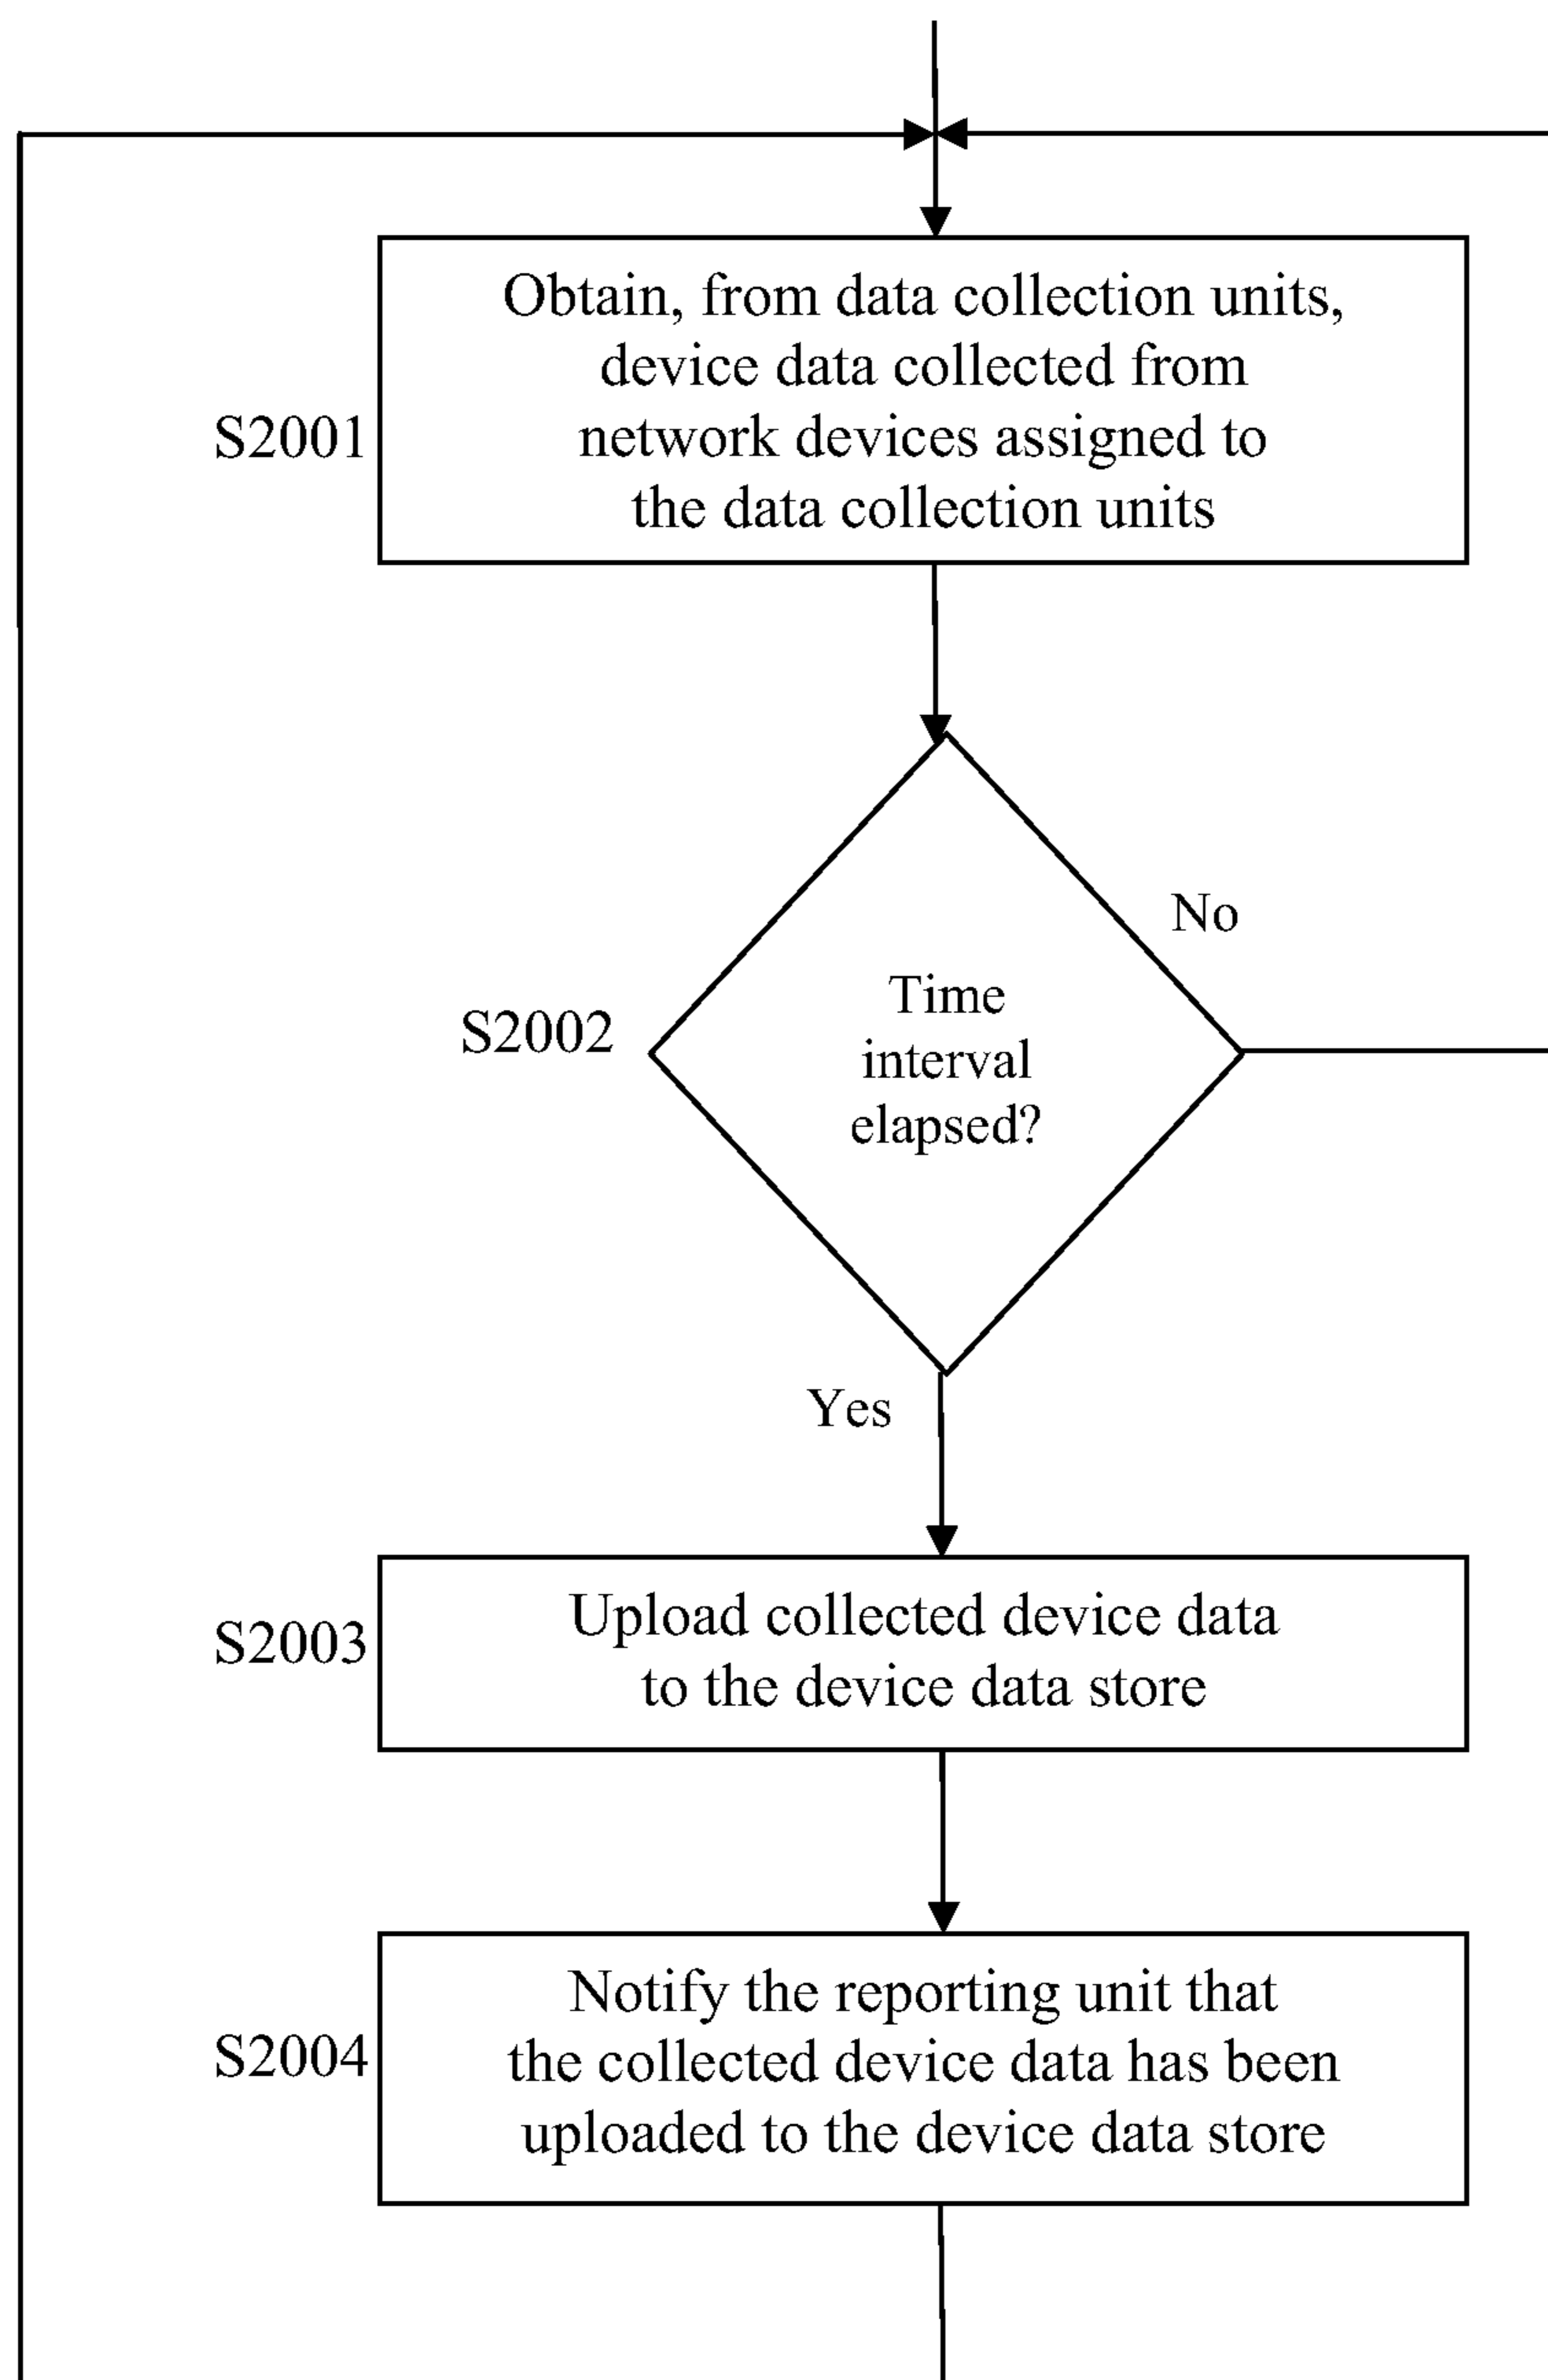 Obtain, from data collection units,
device data collected from
network devices assigned to
the data collection units
S2001
No
Time
interval
elapsed?
S2002
Yes
Upload collected device data
to the device data store
S2003
Notify the reporting unit that
the collected device data has been
uploaded to the device data store
S2004